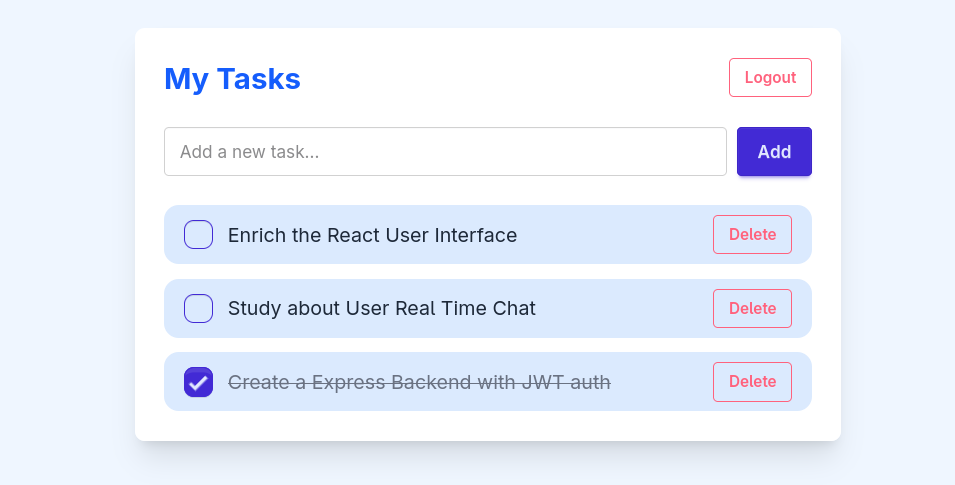 My Tasks
Logout
Add a new task...
Add
Enrich the React User Interface
Delete
Study about User Real Time Chat
Delete
Create a Express Backend with JWT auth
Delete